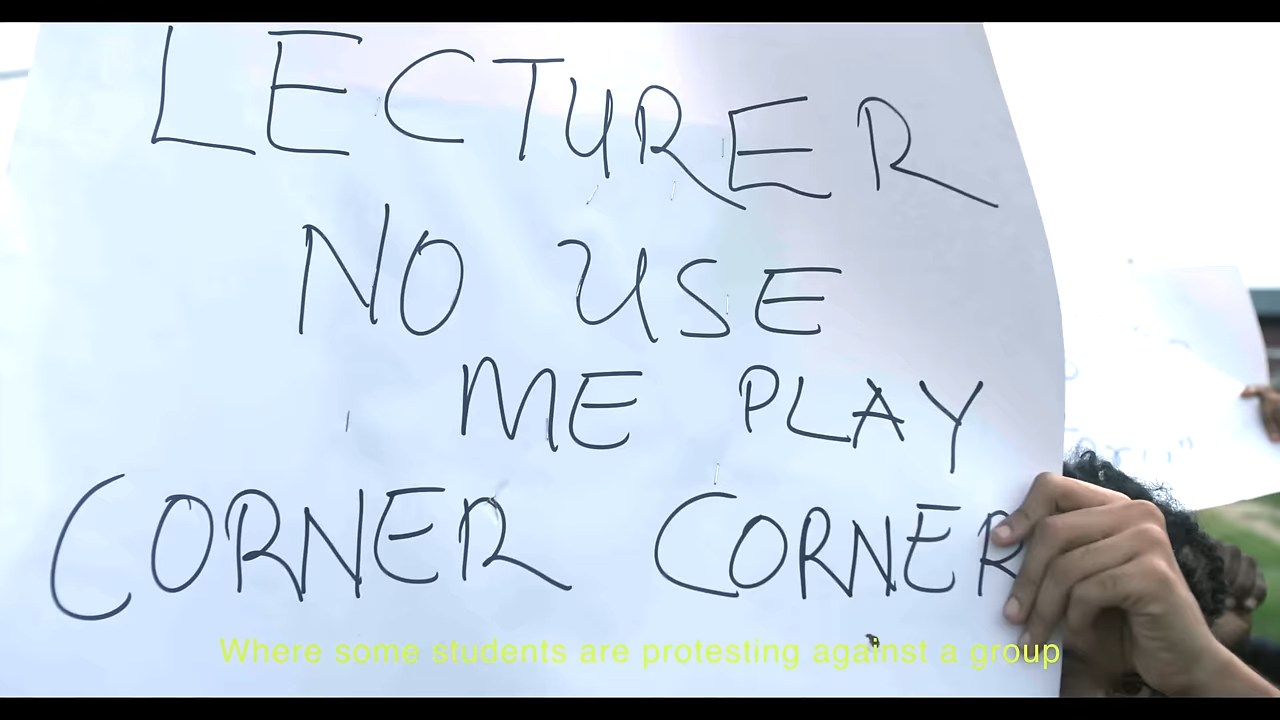 LECTURER
NO USE
ME PLAY
CORNER CORNER
Where some students are protesting against a group